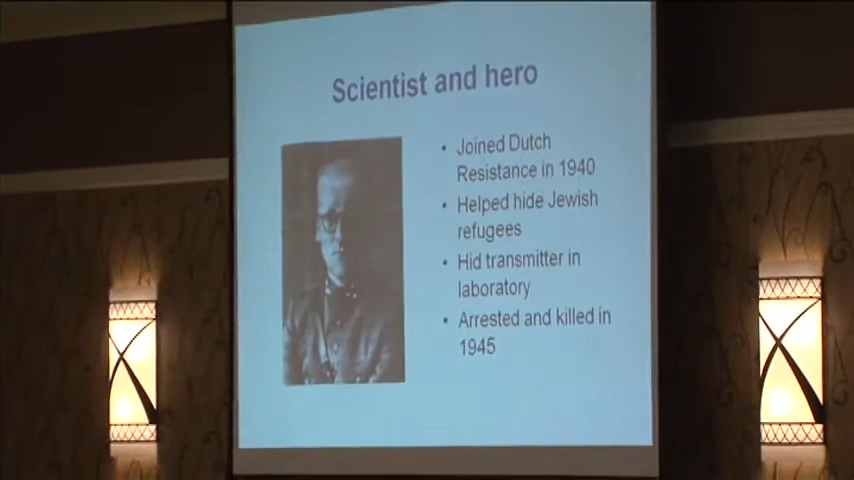 Scientist and hero
• Joined Dutch
Resistance in 1940
• Helped hide Jewish
refugees
• Hid transmitter in
laboratory
• Arrested and killed in
1945